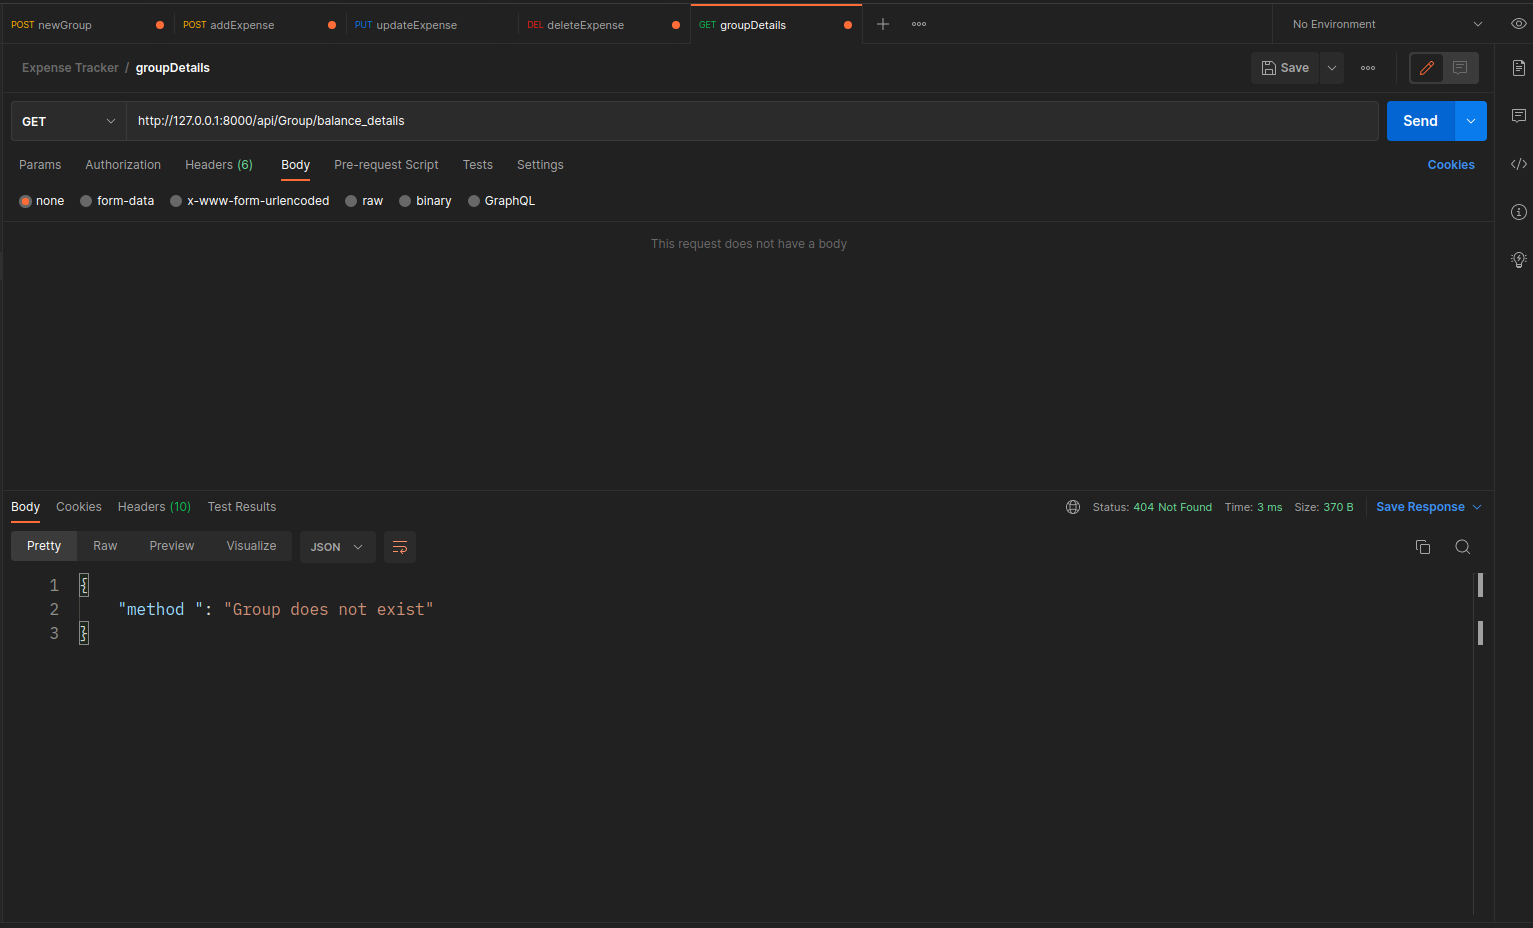 POST newGroup POST addExpense PUT updateExpense DEL deleteExpense GET groupDetails No Environment
Expense Tracker / groupDetails Save
GET http://127.0.0.1:8000/api/Group/balance_details Send
Params Authorization Headers (6) Body Pre-request Script Tests Settings Cookies
none form-data x-www-form-urlencoded raw binary GraphQL
This request does not have a body
Body Cookies Headers (10) Test Results Status: 404 Not Found Time: 3 ms Size: 370 B Save Response
Pretty Raw Preview Visualize JSON
1 {
2 "method ": "Group does not exist"
3 }